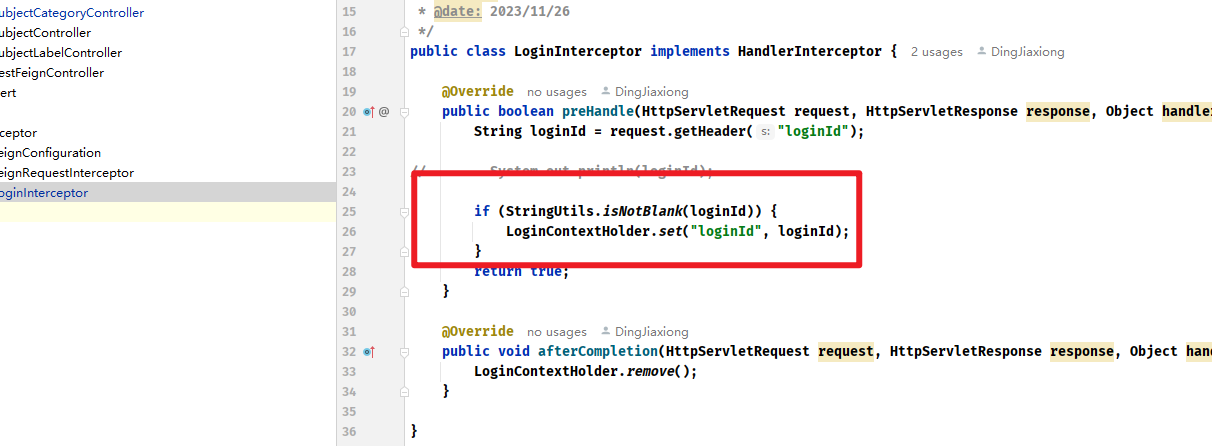 ubjectCategoryController
ubjectController
ubjectLabelController
estFeignController
ert
ceptor
eignConfiguration
eignRequestInterceptor
oginInterceptor
15 * @date: 2023/11/26
16 */
17 public class LoginInterceptor implements HandlerInterceptor { 2 usages DingJiaxiong
18
19 @Override no usages DingJiaxiong
20 @ public boolean preHandle(HttpServletRequest request, HttpServletResponse response, Object handler
21 String loginId = request.getHeader( s: "loginId");
22
23 // System.out.println(loginId);
24
25 if (StringUtils.isNotBlank(loginId)) {
26 LoginContextHolder.set("loginId", loginId);
27 }
28 return true;
29 }
30
31 @Override no usages DingJiaxiong
32 public void afterCompletion(HttpServletRequest request, HttpServletResponse response, Object hand
33 LoginContextHolder.remove();
34 }
35
36 }